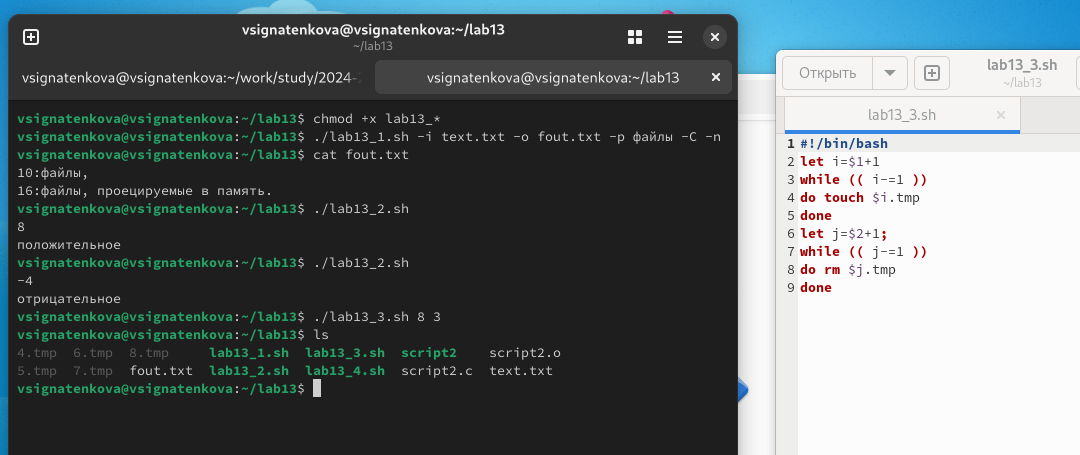 vsignatenkova@vsignatenkova:~/lab13
~/lab13
vsignatenkova@vsignatenkova:~/work/study/2024-
vsignatenkova@vsignatenkova:~/lab13
vsignatenkova@vsignatenkova:~/lab13$ chmod +x lab13_*
vsignatenkova@vsignatenkova:~/lab13$ ./lab13_1.sh -i text.txt -o fout.txt -p файлы -C -n
vsignatenkova@vsignatenkova:~/lab13$ cat fout.txt
10:файлы,
16:файлы, проецируемые в память.
vsignatenkova@vsignatenkova:~/lab13$ ./lab13_2.sh
8
положительное
vsignatenkova@vsignatenkova:~/lab13$ ./lab13_2.sh
-4
отрицательное
vsignatenkova@vsignatenkova:~/lab13$ ./lab13_3.sh 8 3
vsignatenkova@vsignatenkova:~/lab13$ ls
4.tmp 6.tmp 8.tmp lab13_1.sh lab13_3.sh script2 script2.o
5.tmp 7.tmp fout.txt lab13_2.sh lab13_4.sh script2.c text.txt
vsignatenkova@vsignatenkova:~/lab13$
Открыть
lab13_3.sh
~/lab13
lab13_3.sh
1 #!/bin/bash
2 let i=$1+1
3 while (( i-=1 ))
4 do touch $i.tmp
5 done
6 let j=$2+1;
7 while (( j-=1 ))
8 do rm $j.tmp
9 done